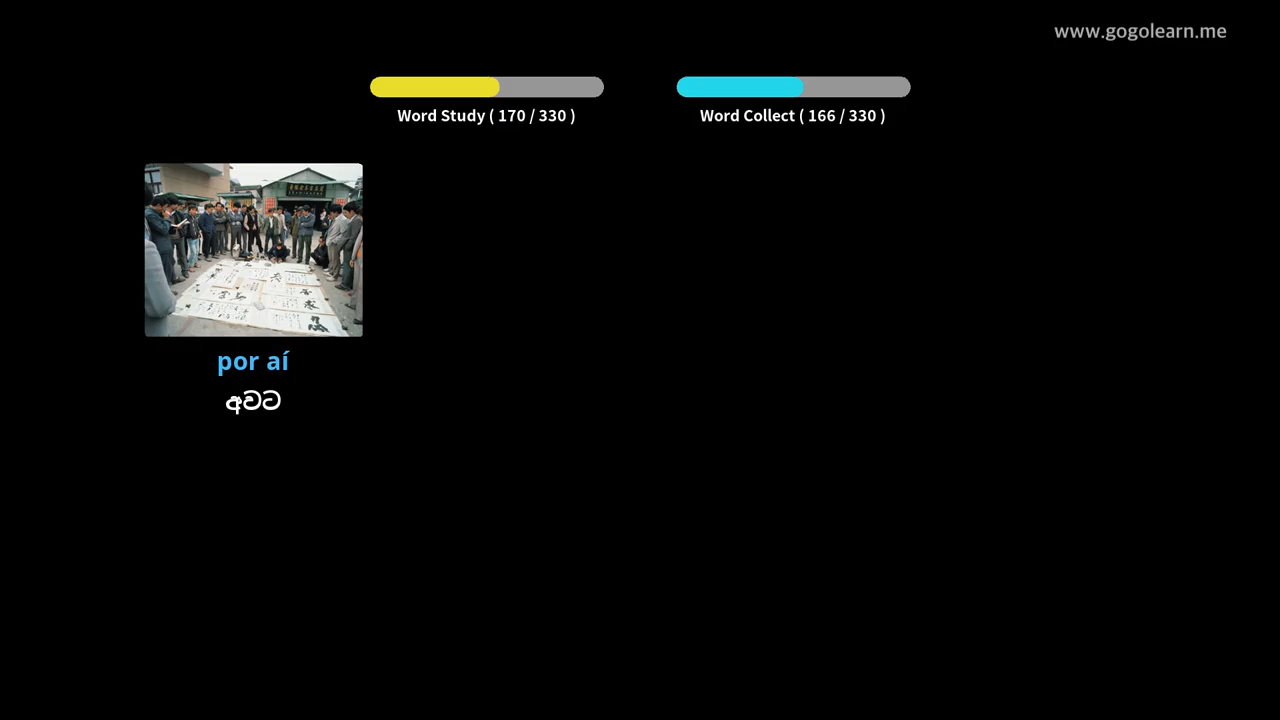 www.gogolearn.me
Word Study ( 170 / 330 )
Word Collect ( 166 / 330 )
por aí
අවට